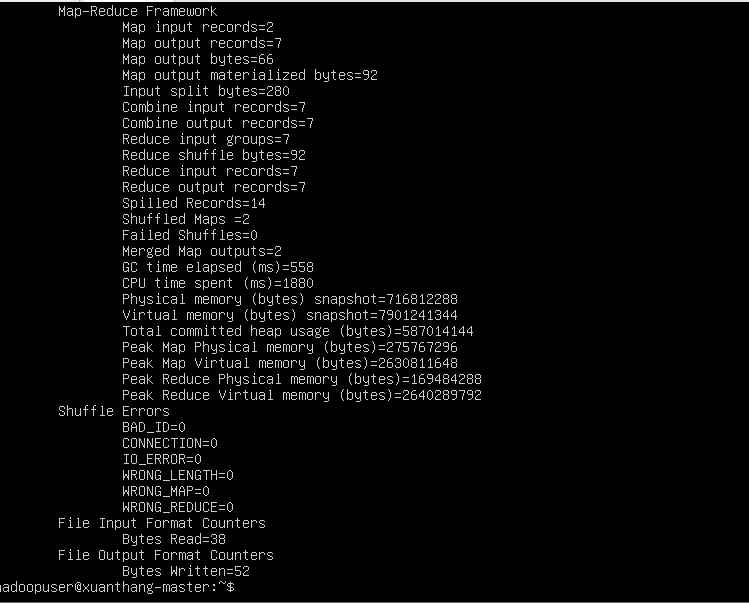 Map-Reduce Framework
Map input records=2
Map output records=7
Map output bytes=66
Map output materialized bytes=92
Input split bytes=280
Combine input records=7
Combine output records=7
Reduce input groups=7
Reduce shuffle bytes=92
Reduce input records=7
Reduce output records=7
Spilled Records=14
Shuffled Maps =2
Failed Shuffles=0
Merged Map outputs=2
GC time elapsed (ms)=558
CPU time spent (ms)=1880
Physical memory (bytes) snapshot=716812288
Virtual memory (bytes) snapshot=7901241344
Total committed heap usage (bytes)=587014144
Peak Map Physical memory (bytes)=275767296
Peak Map Virtual memory (bytes)=2630811648
Peak Reduce Physical memory (bytes)=169484288
Peak Reduce Virtual memory (bytes)=2640289792
Shuffle Errors
BAD_ID=0
CONNECTION=0
IO_ERROR=0
WRONG_LENGTH=0
WRONG_MAP=0
WRONG_REDUCE=0
File Input Format Counters
Bytes Read=38
File Output Format Counters
Bytes Written=52
hadoopuser@xuanthang-master:~$